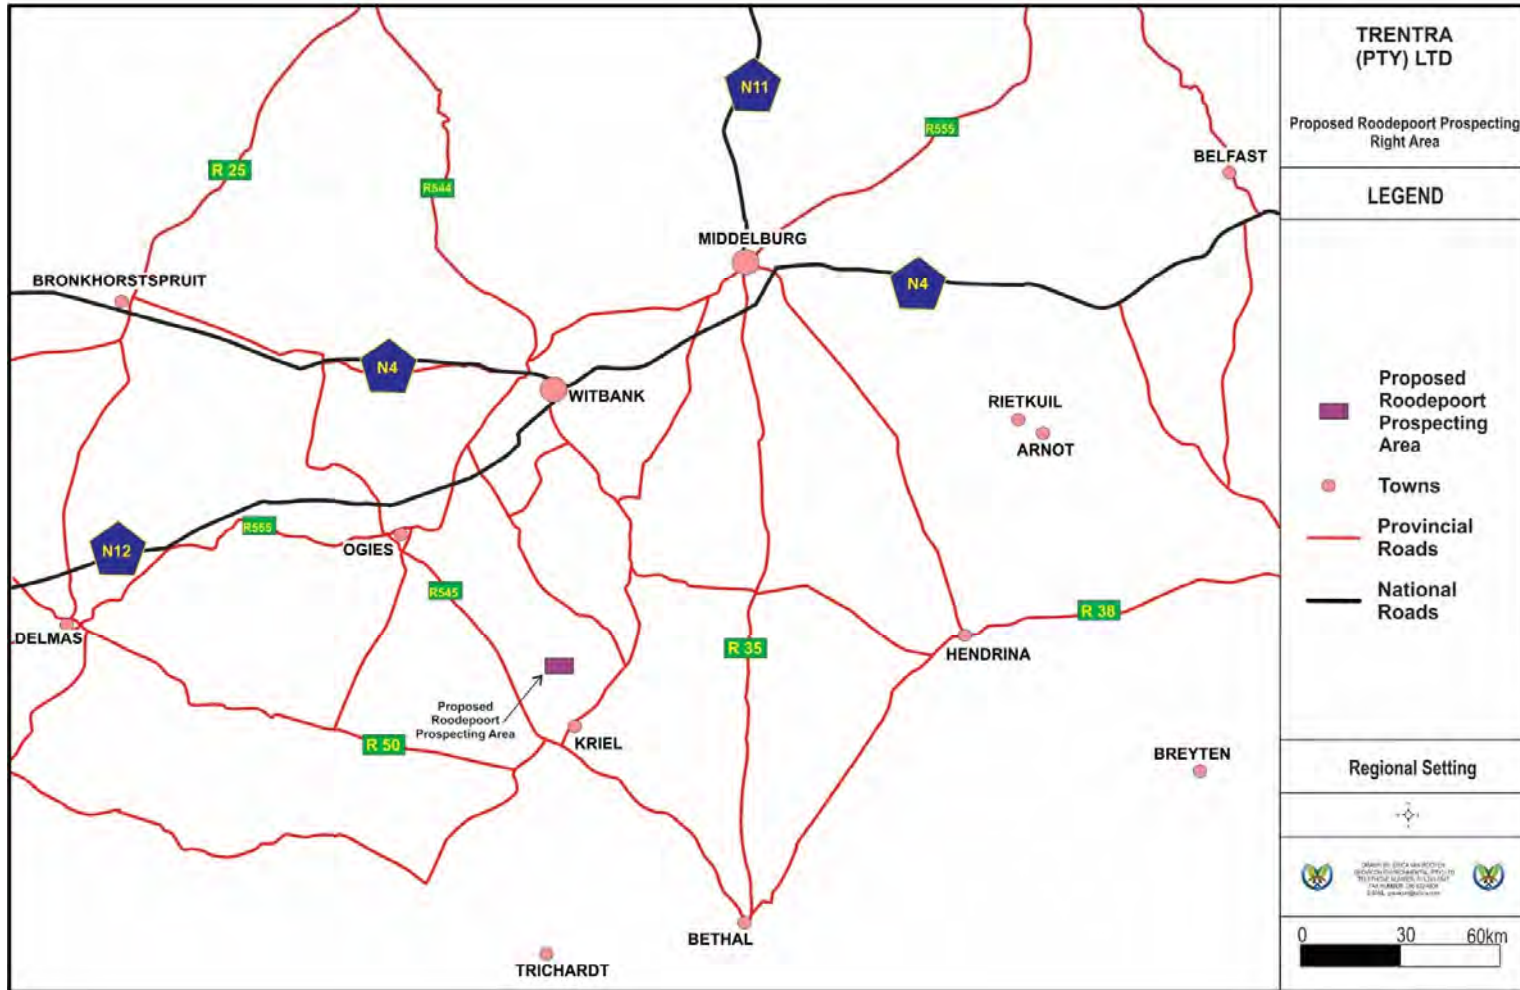 TRENTRA
(PTY) LTD
Proposed Roodepoort Prospecting
Right Area
LEGEND
Proposed
Roodepoort
Prospecting
Area
Towns
Provincial
Roads
National
Roads
Regional Setting
0 30 60km
N11
R555
BELFAST
R 25
R544
MIDDELBURG
BRONKHORSTSPRUIT
N4
N4
WITBANK
RIETKUIL
ARNOT
R555
N12
OGIES
R545
DELMAS
R 38
R 35
HENDRINA
Proposed
Roodepoort
Prospecting Area
KRIEL
R 50
BREYTEN
BETHAL
TRICHARDT